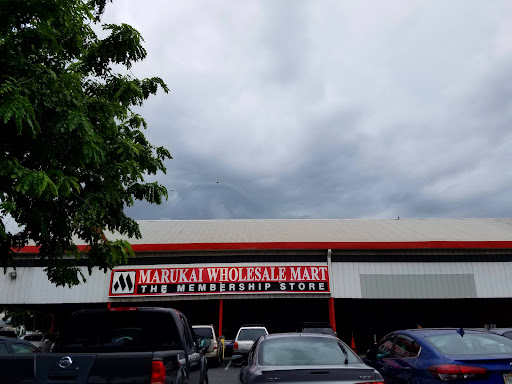 MARUKAI WHOLESALE MART
THE MEMBERSHIP STORE